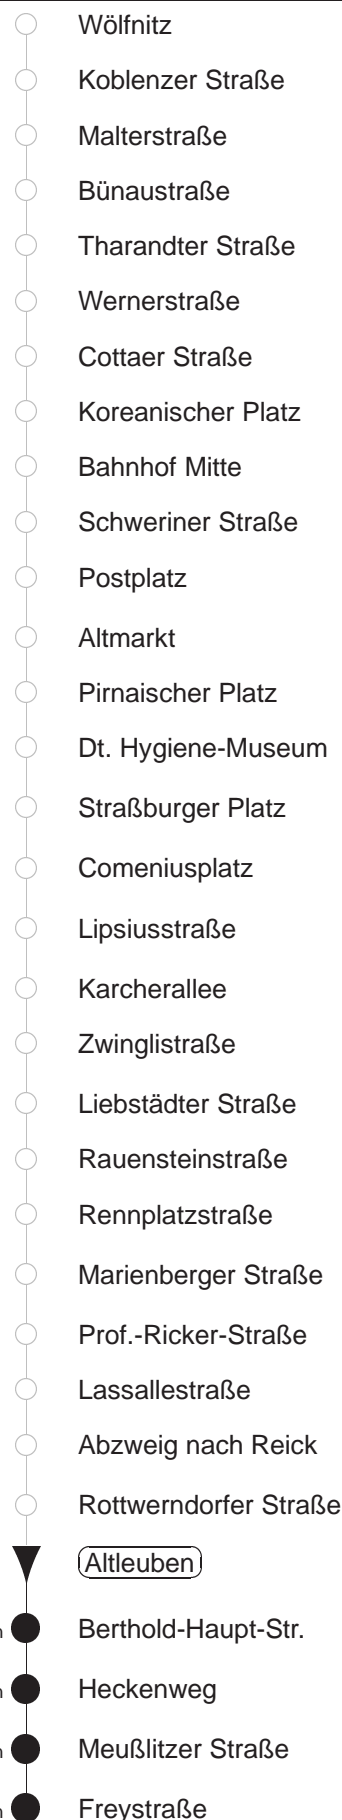 Wölfnitz
Koblenzer Straße
Malterstraße
Bünaustraße
Tharandter Straße
Wernerstraße
Cottaer Straße
Koreanischer Platz
Bahnhof Mitte
Schweriner Straße
Postplatz
Altmarkt
Pirnaischer Platz
Dt. Hygiene-Museum
Straßburger Platz
Comeniusplatz
Lipsiusstraße
Karcherallee
Zwinglistraße
Liebstädter Straße
Rauensteinstraße
Rennplatzstraße
Marienberger Straße
Prof.-Ricker-Straße
Lassallestraße
Abzweig nach Reick
Rottwerndorfer Straße
Altleuben
Berthold-Haupt-Str.
Heckenweg
Meußlitzer Straße
Freystraße